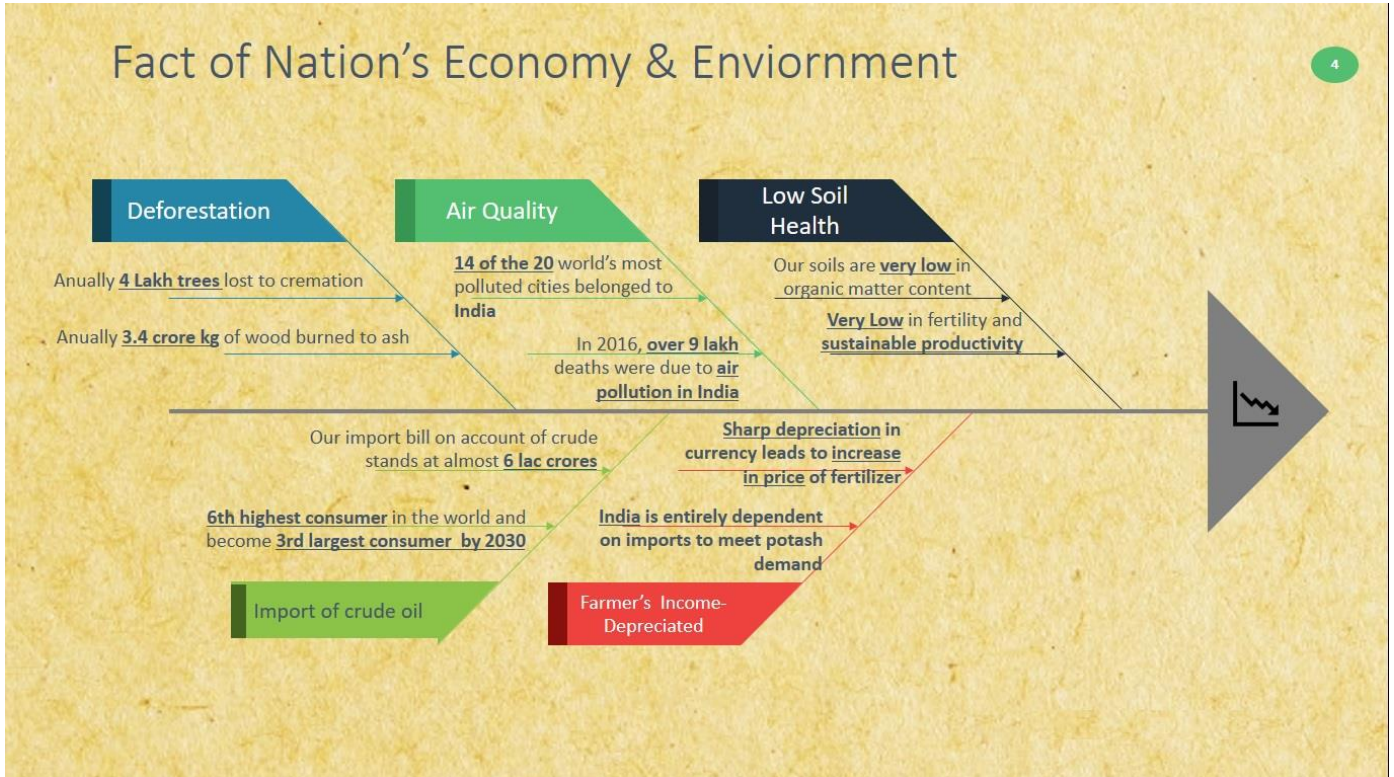 Fact of Nation's Economy & Enviornment
4
Deforestation
Anually 4 Lakh trees lost to cremation
Anually 3.4 crore kg of wood burned to ash
Air Quality
14 of the 20 world's most
polluted cities belonged to
India
In 2016, over 9 lakh
deaths were due to air
pollution in India
Low Soil
Health
Our soils are very low in
organic matter content
Very Low in fertility and
sustainable productivity
Our import bill on account of crude
stands at almost 6 lac crores
6th highest consumer in the world and
become 3rd largest consumer by 2030
Import of crude oil
Sharp depreciation in
currency leads to increase
in price of fertilizer
India is entirely dependent
on imports to meet potash
demand
Farmer's Income-
Depreciated